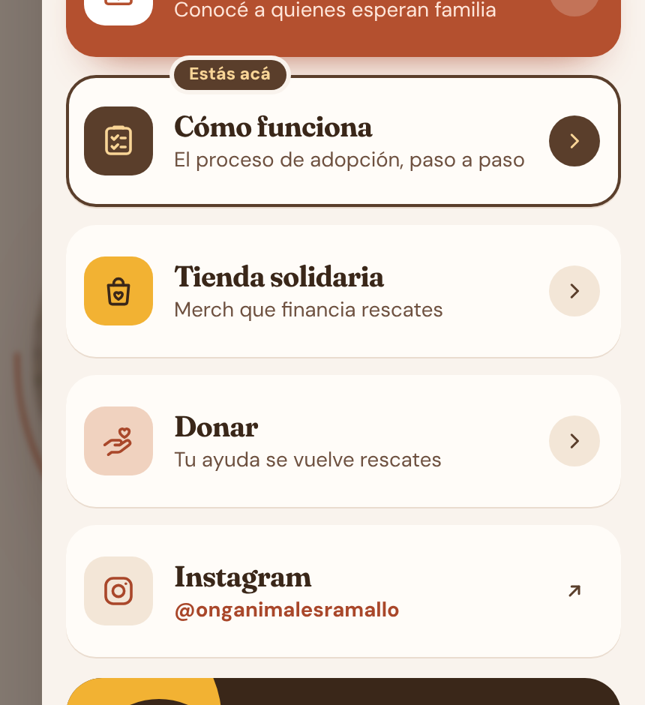 Conocé a quienes esperan familia
Estás acá
Cómo funciona
El proceso de adopción, paso a paso
Tienda solidaria
Merch que financia rescates
Donar
Tu ayuda se vuelve rescates
Instagram
@onganimalesramallo